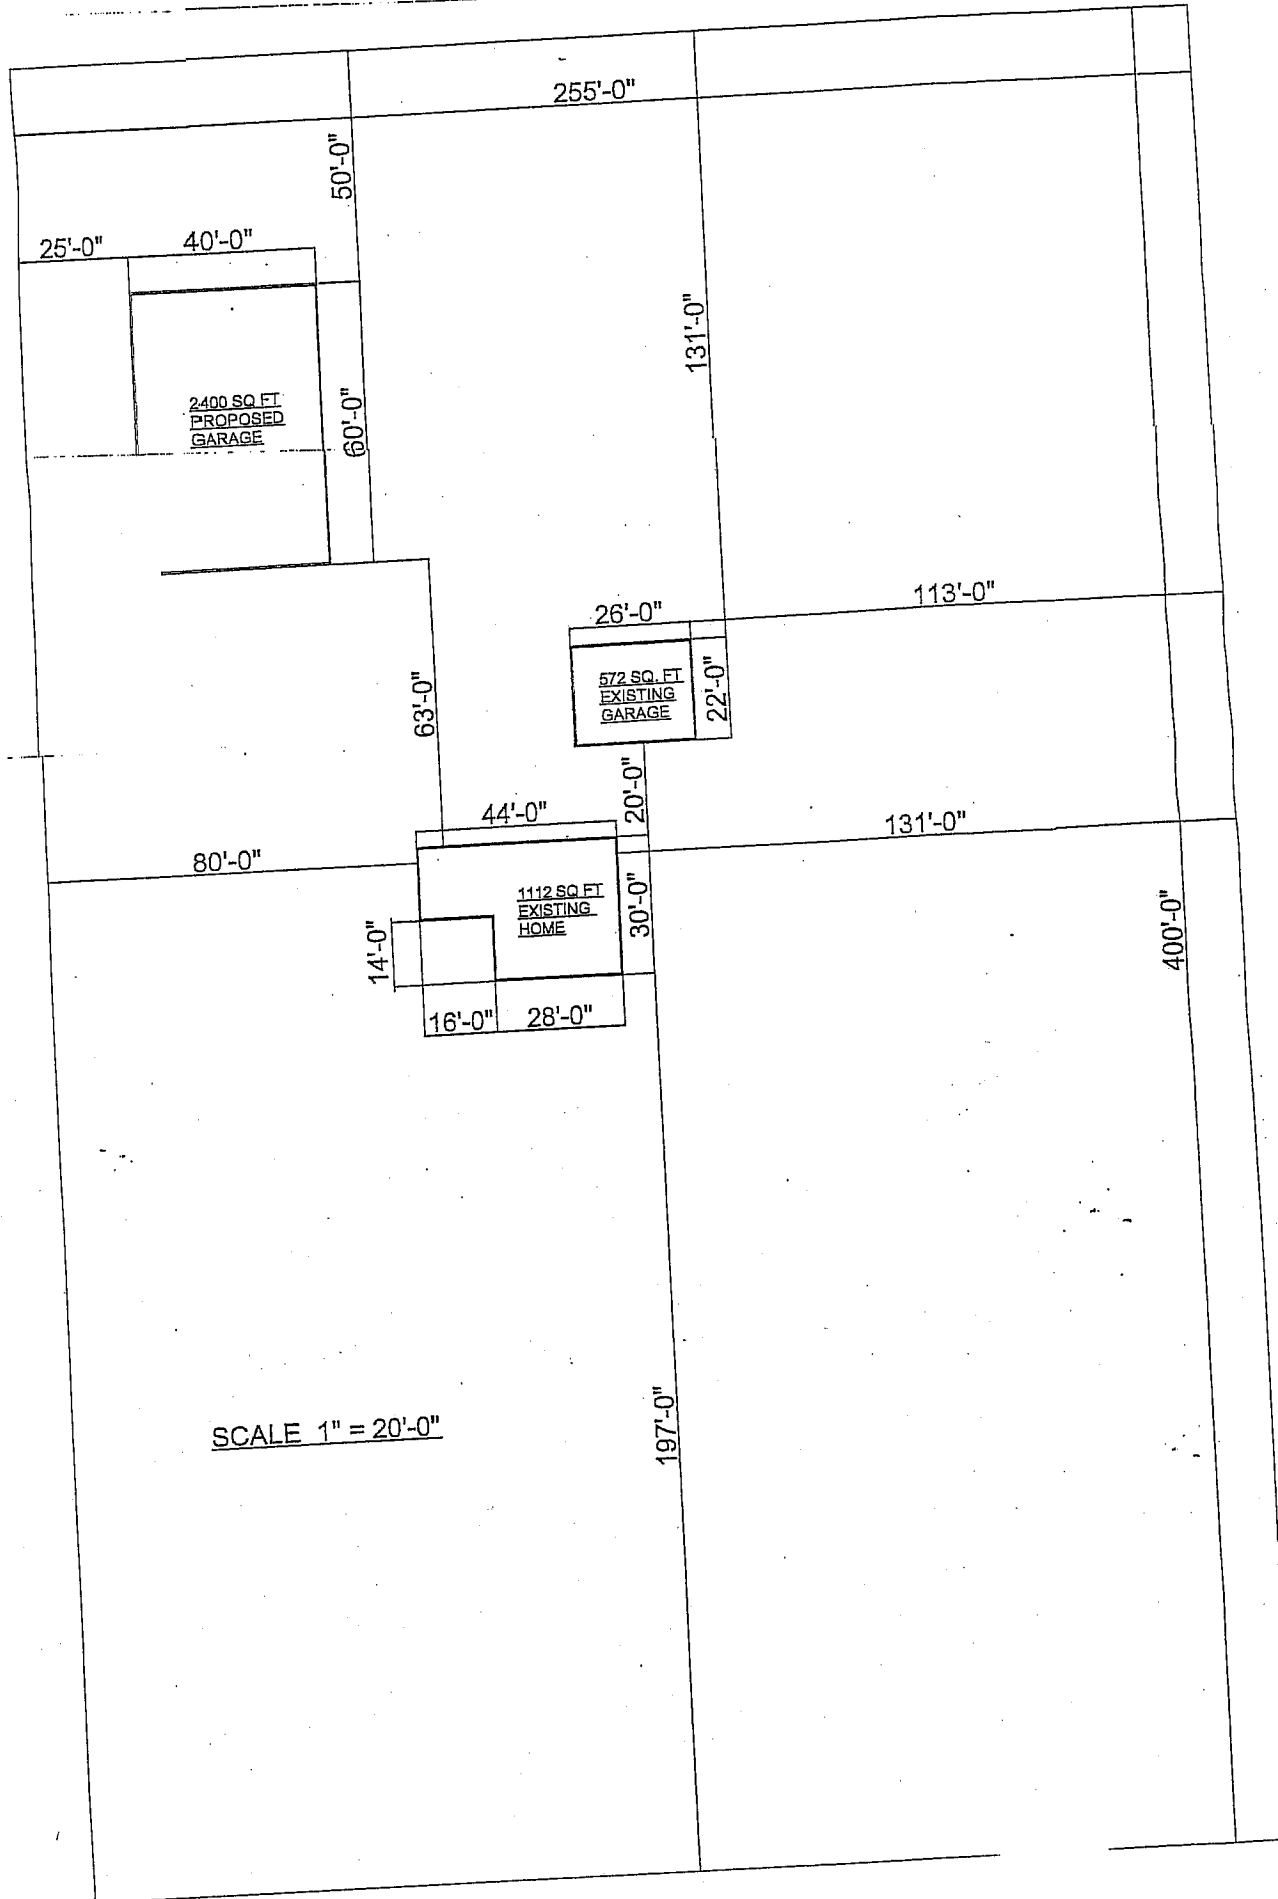 255'-0"
50'-0"
25'-0"
40'-0"
131'-0"
2400 SQ FT
PROPOSED
GARAGE
60'-0"
113'-0"
26'-0"
572 SQ. FT
EXISTING
GARAGE
22'-0"
63'-0"
20'-0"
44'-0"
131'-0"
80'-0"
1112 SQ FT
EXISTING
HOME
30'-0"
14'-0"
400'-0"
16'-0"
28'-0"
197'-0"
SCALE 1" = 20'-0"